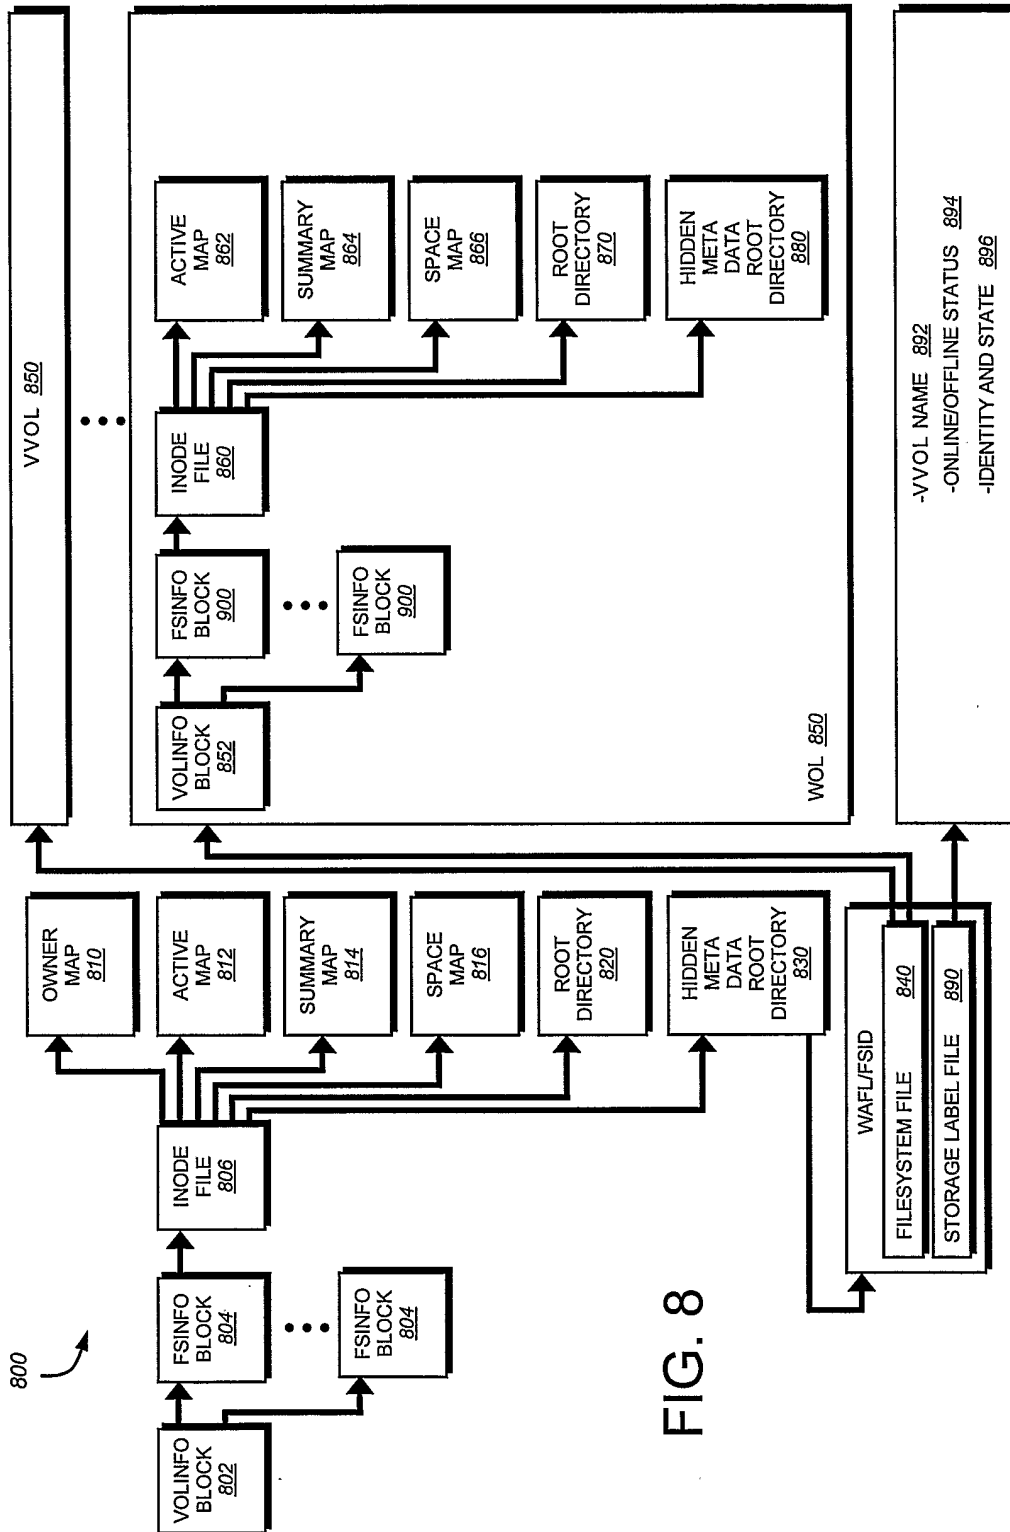 800
VOLINFO
BLOCK
802
FSINFO
BLOCK
804
FSINFO
BLOCK
804
INODE
FILE
806
OWNER
MAP
810
ACTIVE
MAP
812
SUMMARY
MAP
814
SPACE
MAP
816
ROOT
DIRECTORY
820
HIDDEN
META
DATA
ROOT
DIRECTORY
830
WAFL/FSID
FILESYSTEM FILE 840
STORAGE LABEL FILE 890
VVOL 850
VOLINFO
BLOCK
852
FSINFO
BLOCK
900
FSINFO
BLOCK
900
INODE
FILE
860
ACTIVE
MAP
862
SUMMARY
MAP
864
SPACE
MAP
866
ROOT
DIRECTORY
870
HIDDEN
META
DATA
ROOT
DIRECTORY
880
VVOL 850
-VVOL NAME 892
-ONLINE/OFFLINE STATUS 894
-IDENTITY AND STATE 896
FIG. 8